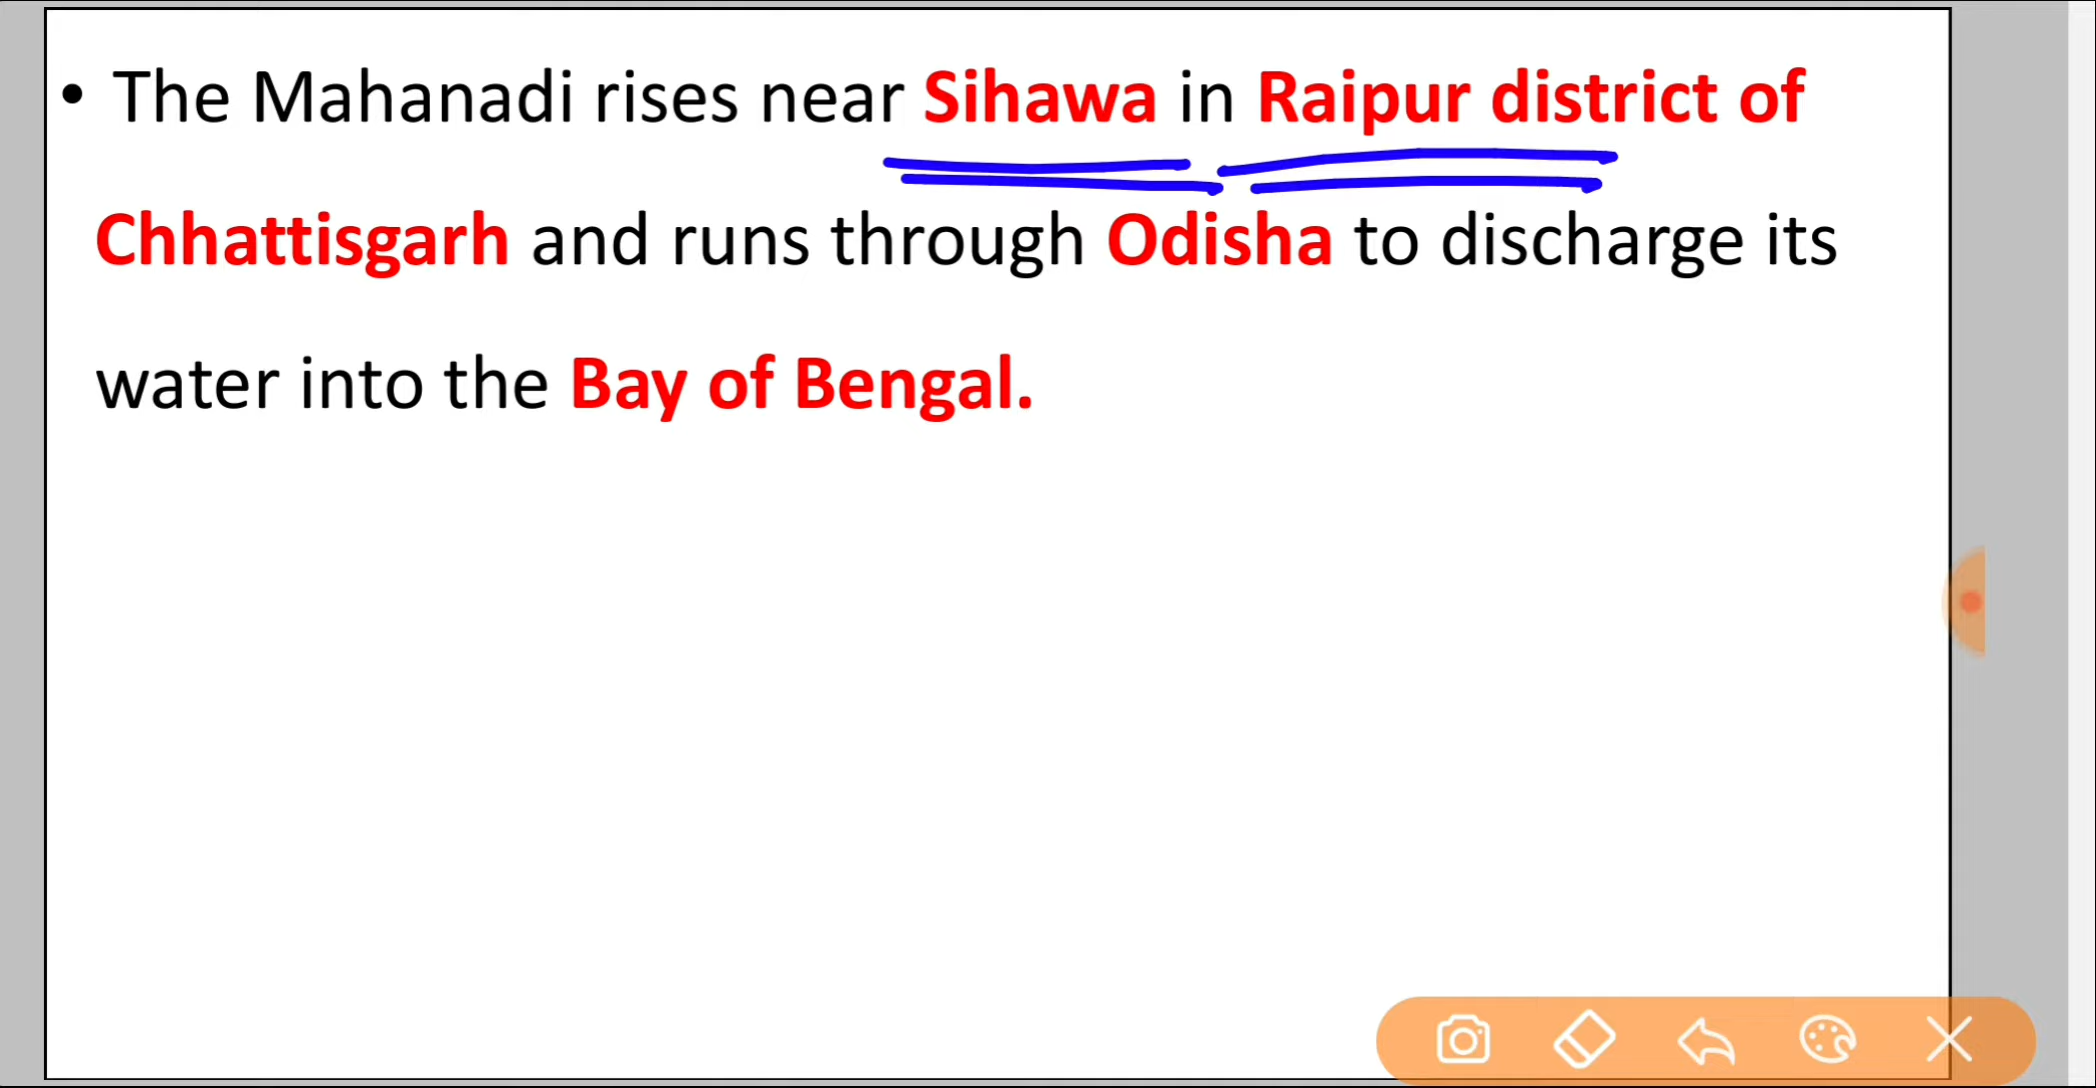 • The Mahanadi rises near Sihawa in Raipur district of
Chhattisgarh and runs through Odisha to discharge its
water into the Bay of Bengal.